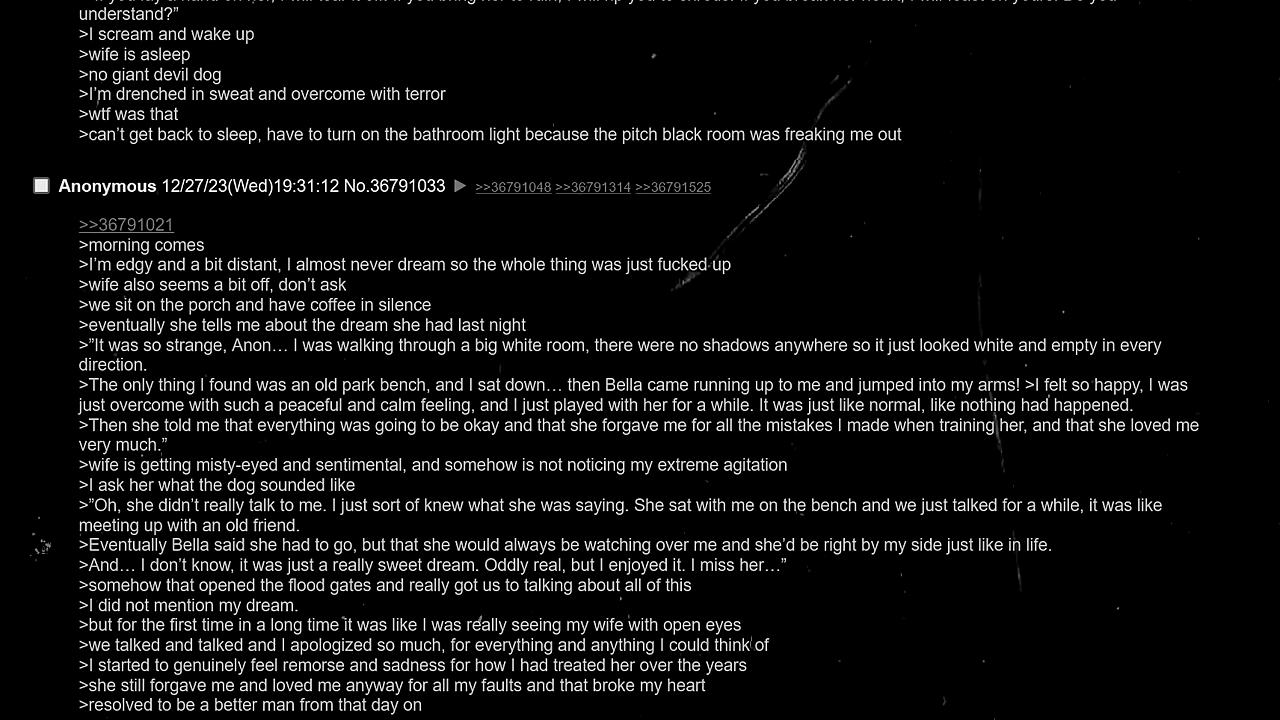 understand?”
>I scream and wake up
>wife is asleep
>no giant devil dog
>I’m drenched in sweat and overcome with terror
>wtf was that
>can’t get back to sleep, have to turn on the bathroom light because the pitch black room was freaking me out
Anonymous 12/27/23(Wed)19:31:12 No.36791033 ▶ >>36791048 >>36791314 >>36791525
>>36791021
>morning comes
>I’m edgy and a bit distant, I almost never dream so the whole thing was just fucked up
>wife also seems a bit off, don’t ask
>we sit on the porch and have coffee in silence
>eventually she tells me about the dream she had last night
>”It was so strange, Anon… I was walking through a big white room, there were no shadows anywhere so it just looked white and empty in every
direction.
>The only thing I found was an old park bench, and I sat down… then Bella came running up to me and jumped into my arms! >I felt so happy, I was
just overcome with such a peaceful and calm feeling, and I just played with her for a while. It was just like normal, like nothing had happened.
>Then she told me that everything was going to be okay and that she forgave me for all the mistakes I made when training her, and that she loved me
very much.”
>wife is getting misty-eyed and sentimental, and somehow is not noticing my extreme agitation
>I ask her what the dog sounded like
>”Oh, she didn’t really talk to me. I just sort of knew what she was saying. She sat with me on the bench and we just talked for a while, it was like
meeting up with an old friend.
>Eventually Bella said she had to go, but that she would always be watching over me and she’d be right by my side just like in life.
>And… I don’t know, it was just a really sweet dream. Oddly real, but I enjoyed it. I miss her…”
>somehow that opened the flood gates and really got us to talking about all of this
>I did not mention my dream.
>but for the first time in a long time it was like I was really seeing my wife with open eyes
>we talked and talked and I apologized so much, for everything and anything I could think of
>I started to genuinely feel remorse and sadness for how I had treated her over the years
>she still forgave me and loved me anyway for all my faults and that broke my heart
>resolved to be a better man from that day on